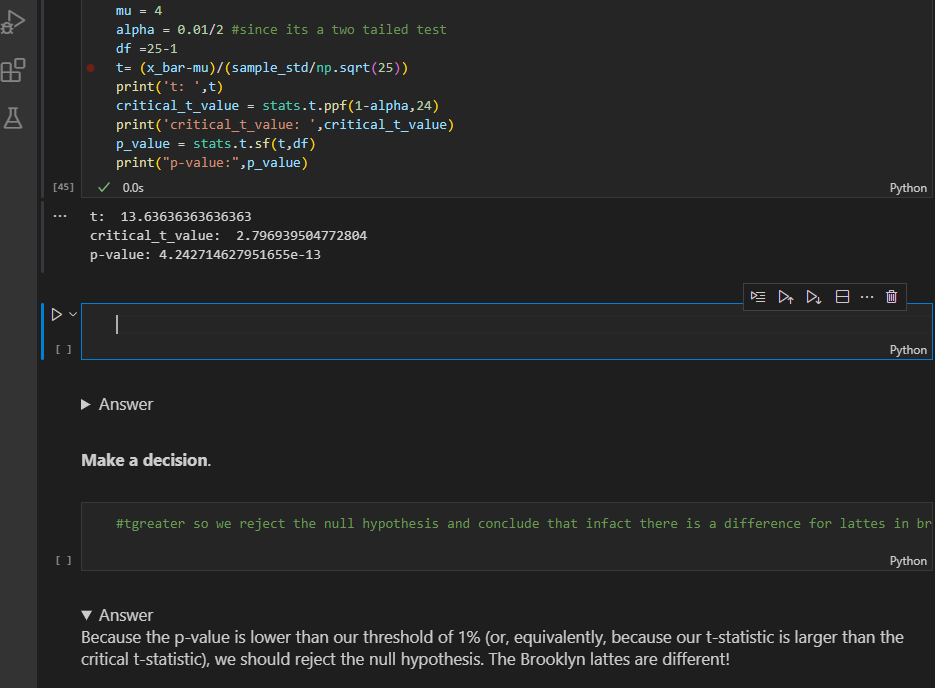 mu = 4
alpha = 0.01/2 #since its a two tailed test
df =25-1
t= (x_bar-mu)/(sample_std/np.sqrt(25))
print('t: ',t)
critical_t_value = stats.t.ppf(1-alpha,24)
print('critical_t_value: ',critical_t_value)
p_value = stats.t.sf(t,df)
print("p-value:",p_value)
[45] ✓ 0.0s Python
... t:  13.63636363636363
critical_t_value:  2.796939504772804
p-value: 4.242714627951655e-13
[ ] Python
Answer
Make a decision.
#tgreater so we reject the null hypothesis and conclude that infact there is a difference for lattes in br
[ ] Python
Answer
Because the p-value is lower than our threshold of 1% (or, equivalently, because our t-statistic is larger than the
critical t-statistic), we should reject the null hypothesis. The Brooklyn lattes are different!